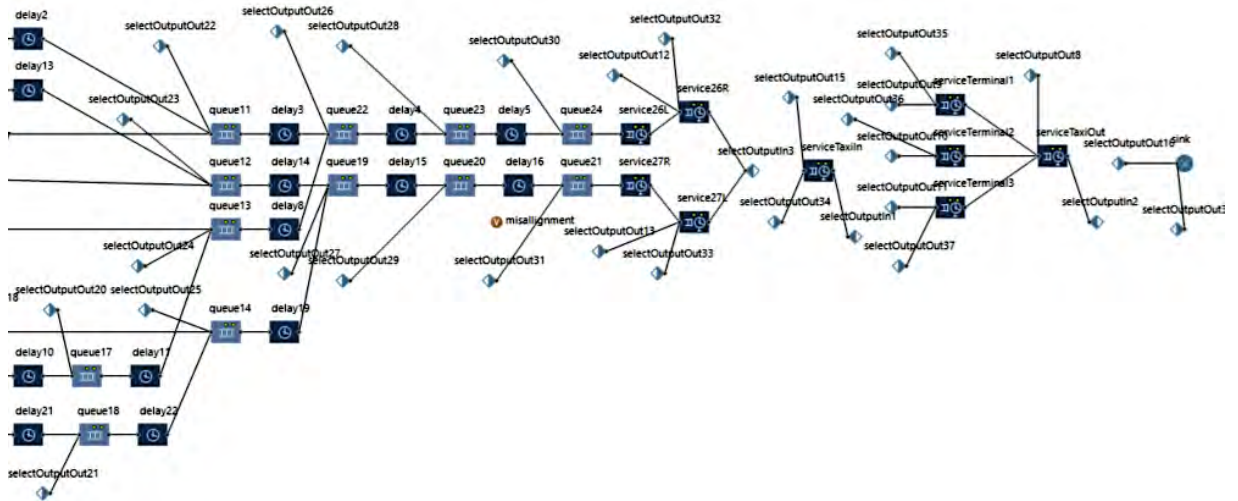 delay2
selectOutputOut22
selectOutputOut26
selectOutputOut28
selectOutputOut30
selectOutputOut32
selectOutputOut12
selectOutputOut35
selectOutputOut8
delay13
selectOutputOut23
queue11
delay3
queue22
delay4
queue23
delay5
queue24
service26L
service26R
selectOutputOut15
serviceTerminal1
selectOutputOut36
queue12
delay14
queue19
delay15
queue20
delay16
queue21
service27R
selectOutputIn3
serviceTaxiIn
serviceTerminal2
serviceTaxiOut
selectOutputOut16
sink
queue13
delay8
misallignment
service27L
selectOutputOut34
selectOutputIn1
serviceTerminal3
selectOutputIn2
selectOutputOut3
selectOutputOut24
selectOutputOut27
selectOutputOut29
selectOutputOut31
selectOutputOut13
selectOutputOut33
selectOutputOut37
18
selectOutputOut20
selectOutputOut25
queue14
delay19
delay10
queue17
delay11
delay21
queue18
delay22
selectOutputOut21